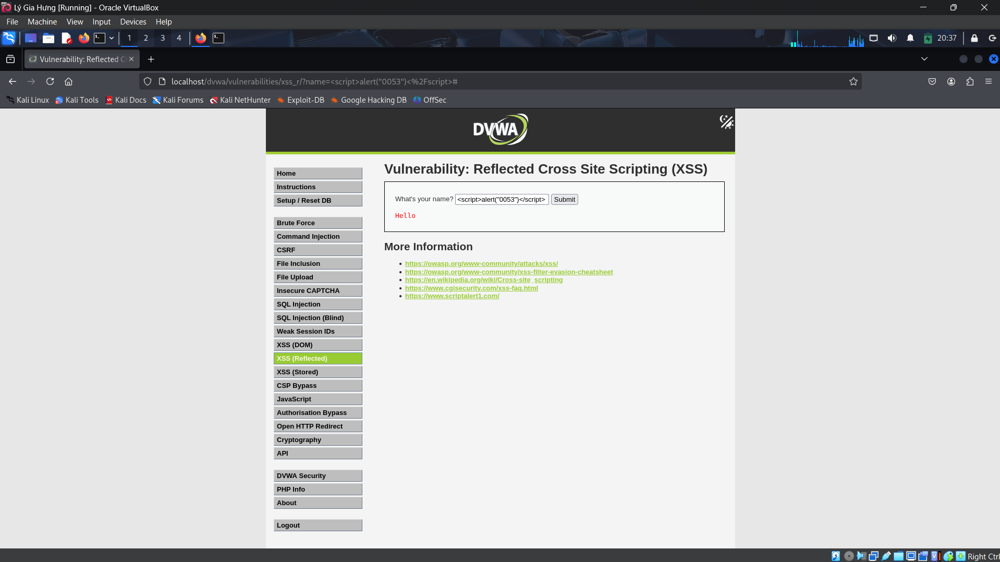 Lý Gia Hưng [Running] - Oracle VirtualBox
File Machine View Input Devices Help
1 2 3 4 20:37
Vulnerability: Reflected C
localhost/dvwa/vulnerabilities/xss_r/?name=<script>alert("0053")<%2Fscript>#
Kali Linux Kali Tools Kali Docs Kali Forums Kali NetHunter Exploit-DB Google Hacking DB OffSec
DVWA
Home
Instructions
Setup / Reset DB
Brute Force
Command Injection
CSRF
File Inclusion
File Upload
Insecure CAPTCHA
SQL Injection
SQL Injection (Blind)
Weak Session IDs
XSS (DOM)
XSS (Reflected)
XSS (Stored)
CSP Bypass
JavaScript
Authorisation Bypass
Open HTTP Redirect
Cryptography
API
DVWA Security
PHP Info
About
Logout
Vulnerability: Reflected Cross Site Scripting (XSS)
What's your name? <script>alert("0053")</script> Submit
Hello
More Information
https://owasp.org/www-community/attacks/xss/
https://owasp.org/www-community/xss-filter-evasion-cheatsheet
https://en.wikipedia.org/wiki/Cross-site_scripting
https://www.cgisecurity.com/xss-faq.html
https://www.scriptalert1.com/
Right Ctrl